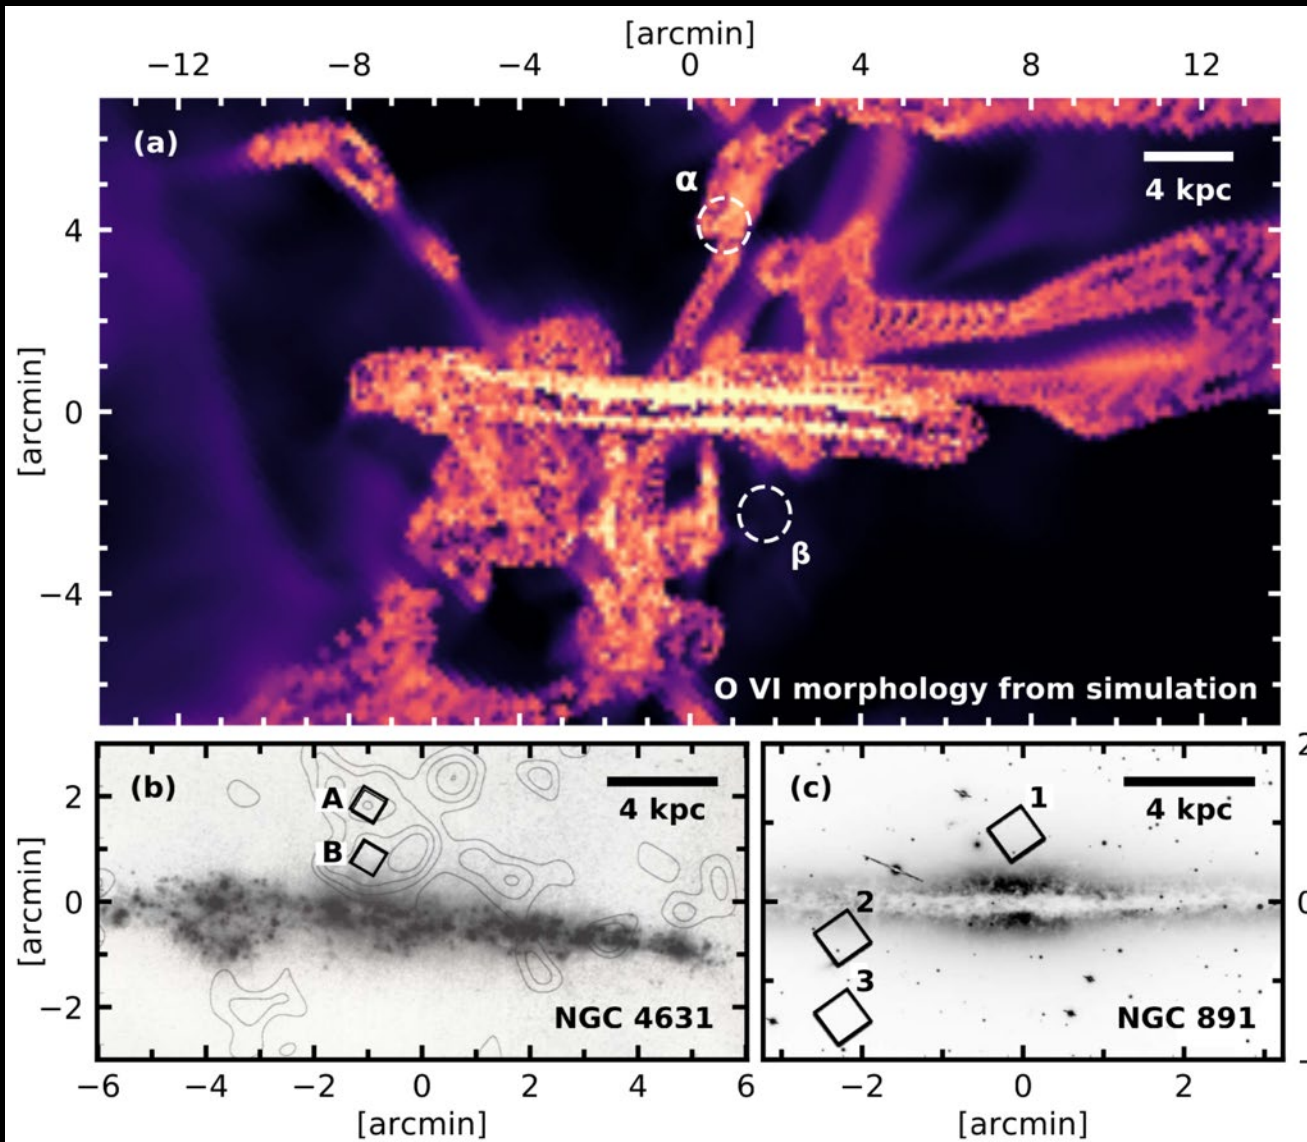 [arcmin]
−12 −8 −4 0 4 8 12
(a)
α
4 kpc
4
[arcmin]
0
β
−4
O VI morphology from simulation
(b)
4 kpc
(c)
4 kpc
2
2
A
1
B
[arcmin]
0
2
0
3
−2
NGC 4631
NGC 891
−6 −4 −2 0 2 4 6
−2 0 2
[arcmin]
[arcmin]